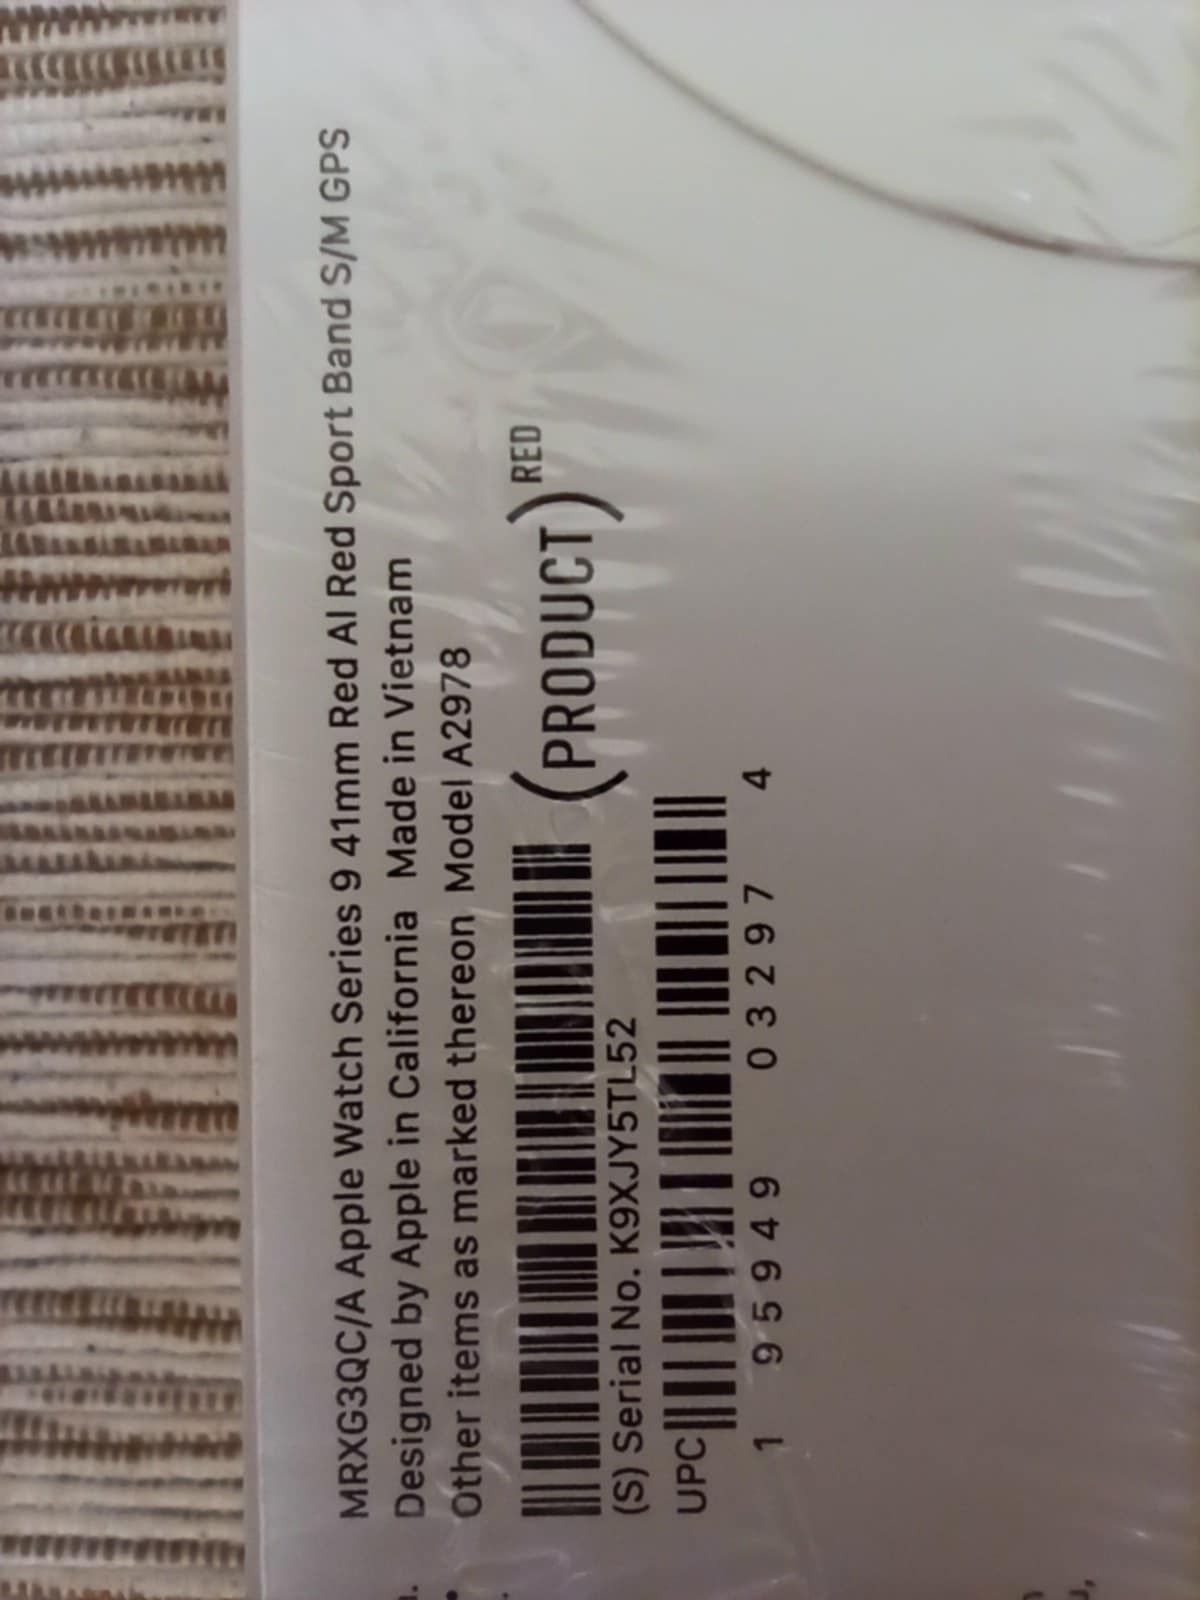 MRXG3QC/A Apple Watch Series 9 41mm Red Al Red Sport Band S/M GPS
Designed by Apple in California Made in Vietnam
Other items as marked thereon Model A2978
(PRODUCT)RED
(S) Serial No. K9XJY5TL52
UPC
1 95949 03297 4